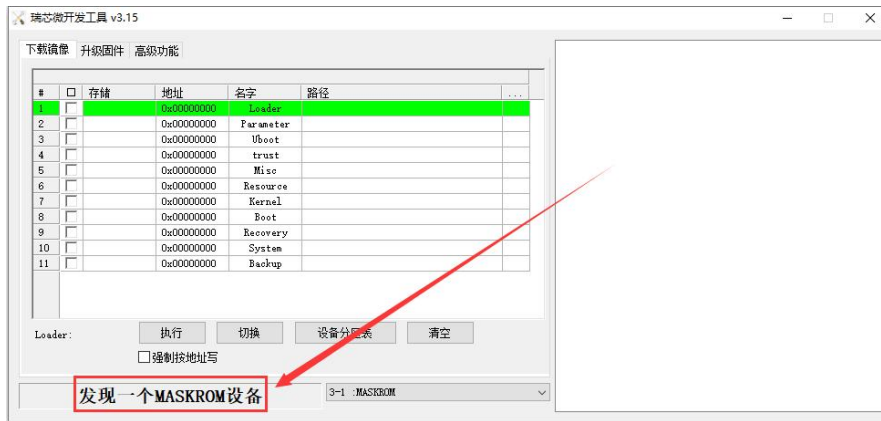 瑞芯微开发工具 v3.15
下载镜像 升级固件 高级功能
# 存储 地址 名字 路径 ...
1 0x00000000 Loader
2 0x00000000 Parameter
3 0x00000000 Uboot
4 0x00000000 trust
5 0x00000000 Misc
6 0x00000000 Resource
7 0x00000000 Kernel
8 0x00000000 Boot
9 0x00000000 Recovery
10 0x00000000 System
11 0x00000000 Backup
Loader: 执行 切换 设备分区表 清空
强制按地址写
发现一个MASKROM设备 3-1 :MASKROM